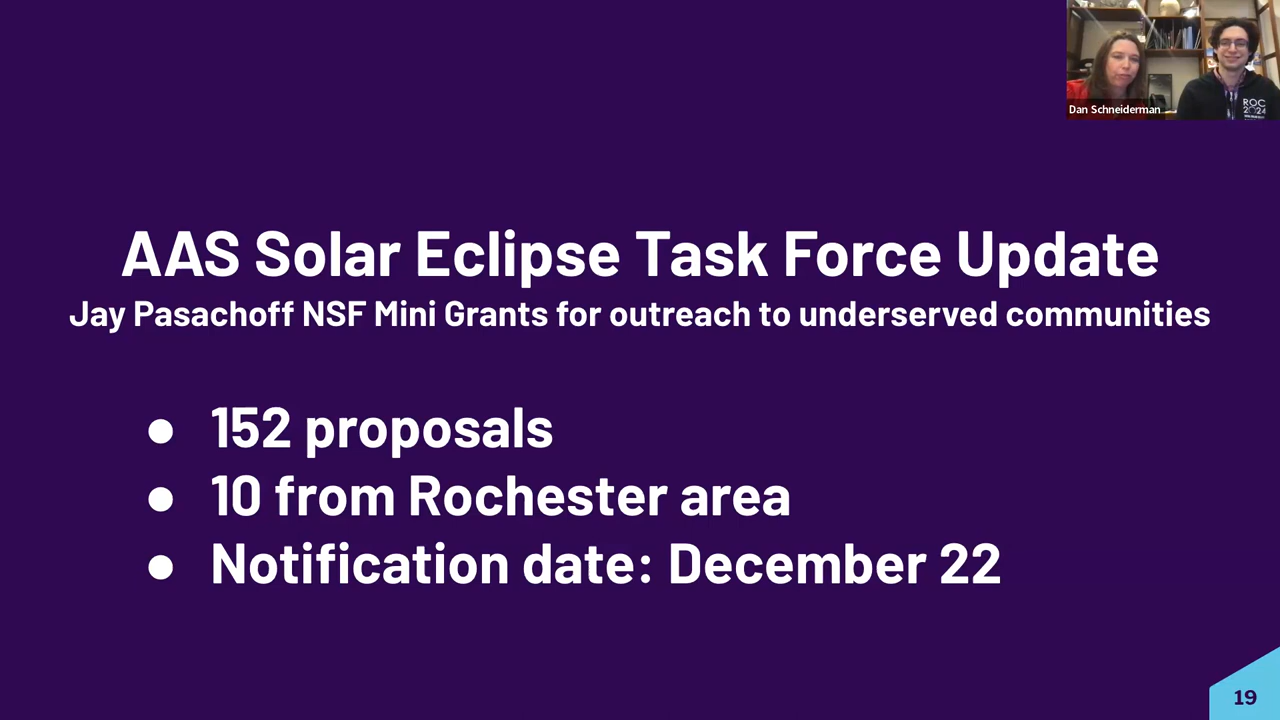 Dan Schneiderman
ROC
2024
AAS Solar Eclipse Task Force Update
Jay Pasachoff NSF Mini Grants for outreach to underserved communities
● 152 proposals
● 10 from Rochester area
● Notification date: December 22
19